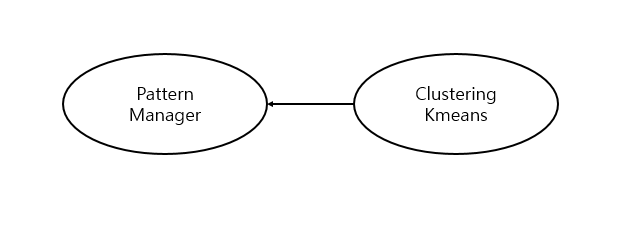 Pattern
Manager
Clustering
Kmeans